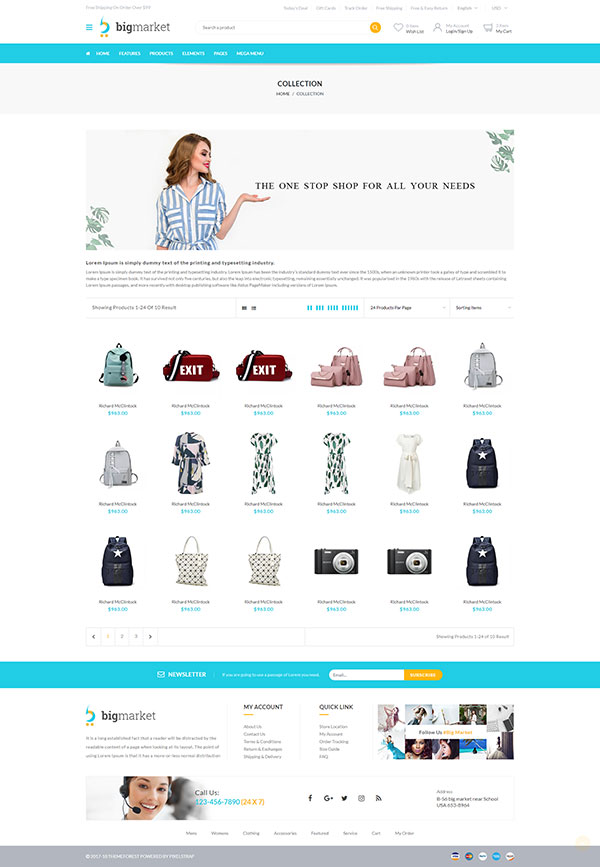 Free Shipping On Order Over $99
Today's Deal Gift Cards Track Order Free Shipping Free & Easy Return English USD
bigmarket
Search a product
0 item
Wish List
My Account
Login/Sign Up
0 item
My Cart
HOME FEATURES PRODUCTS ELEMENTS PAGES MEGA MENU
COLLECTION
HOME / COLLECTION
THE ONE STOP SHOP FOR ALL YOUR NEEDS
Lorem Ipsum is simply dummy text of the printing and typesetting industry.
Lorem Ipsum is simply dummy text of the printing and typesetting industry. Lorem Ipsum has been the industry's standard dummy text ever since the 1500s, when an unknown printer took a galley of type and scrambled it to
make a type specimen book. It has survived not only five centuries, but also the leap into electronic typesetting, remaining essentially unchanged. It was popularised in the 1960s with the release of Letraset sheets containing
Lorem Ipsum passages, and more recently with desktop publishing software like Aldus PageMaker including versions of Lorem Ipsum.
Showing Products 1-24 Of 10 Result
24 Products Per Page
Sorting Items
EXIT EXIT
Richard McClintock Richard McClintock Richard McClintock Richard McClintock Richard McClintock Richard McClintock
$963.00 $963.00 $963.00 $963.00 $963.00 $963.00
Richard McClintock Richard McClintock Richard McClintock Richard McClintock Richard McClintock Richard McClintock
$963.00 $963.00 $963.00 $963.00 $963.00 $963.00
Richard McClintock Richard McClintock Richard McClintock Richard McClintock Richard McClintock Richard McClintock
$963.00 $963.00 $963.00 $963.00 $963.00 $963.00
1 2 3
Showing Products 1-24 of 10 Result
NEWSLETTER
If you are going to use a passage of Lorem you need.
Email...
SUBSCRIBE
bigmarket
It is a long established fact that a reader will be distracted by the
readable content of a page when looking at its layout. The point of
using Lorem Ipsum is that it has a more-or-less normal distribution
MY ACCOUNT
About Us
Contact Us
Terms & Conditions
Return & Exchanges
Shipping & Delivery
QUICK LINK
Store Location
My Account
Order Tracking
Size Guide
FAQ
Follow Us #Big Market
Call Us:
123-456-7890 (24 X 7)
Address:
B-56 big market near School
USA 653-8964
Menu Womens Clothing Accessories Featured Service Cart My Order
© 2017-18 THEMEFOREST POWERED BY PIXELSTRAP